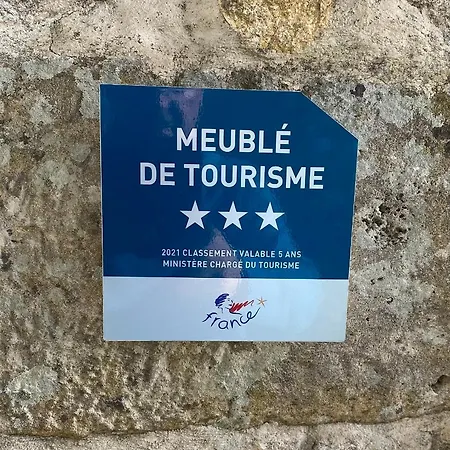 MEUBLÉ
DE TOURISME
2021 CLASSEMENT VALABLE 5 ANS
MINISTÈRE CHARGÉ DU TOURISME
france